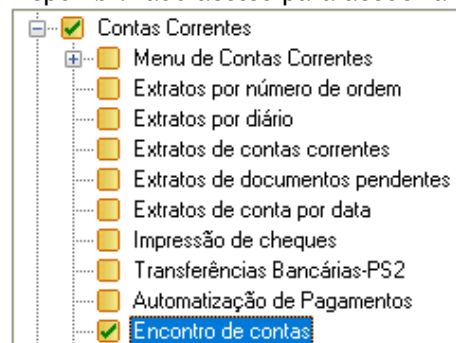 Contas Correntes
Menu de Contas Correntes
Extratos por número de ordem
Extratos por diário
Extratos de contas correntes
Extratos de documentos pendentes
Extratos de conta por data
Impressão de cheques
Transferências Bancárias-PS2
Automatização de Pagamentos
Encontro de contas